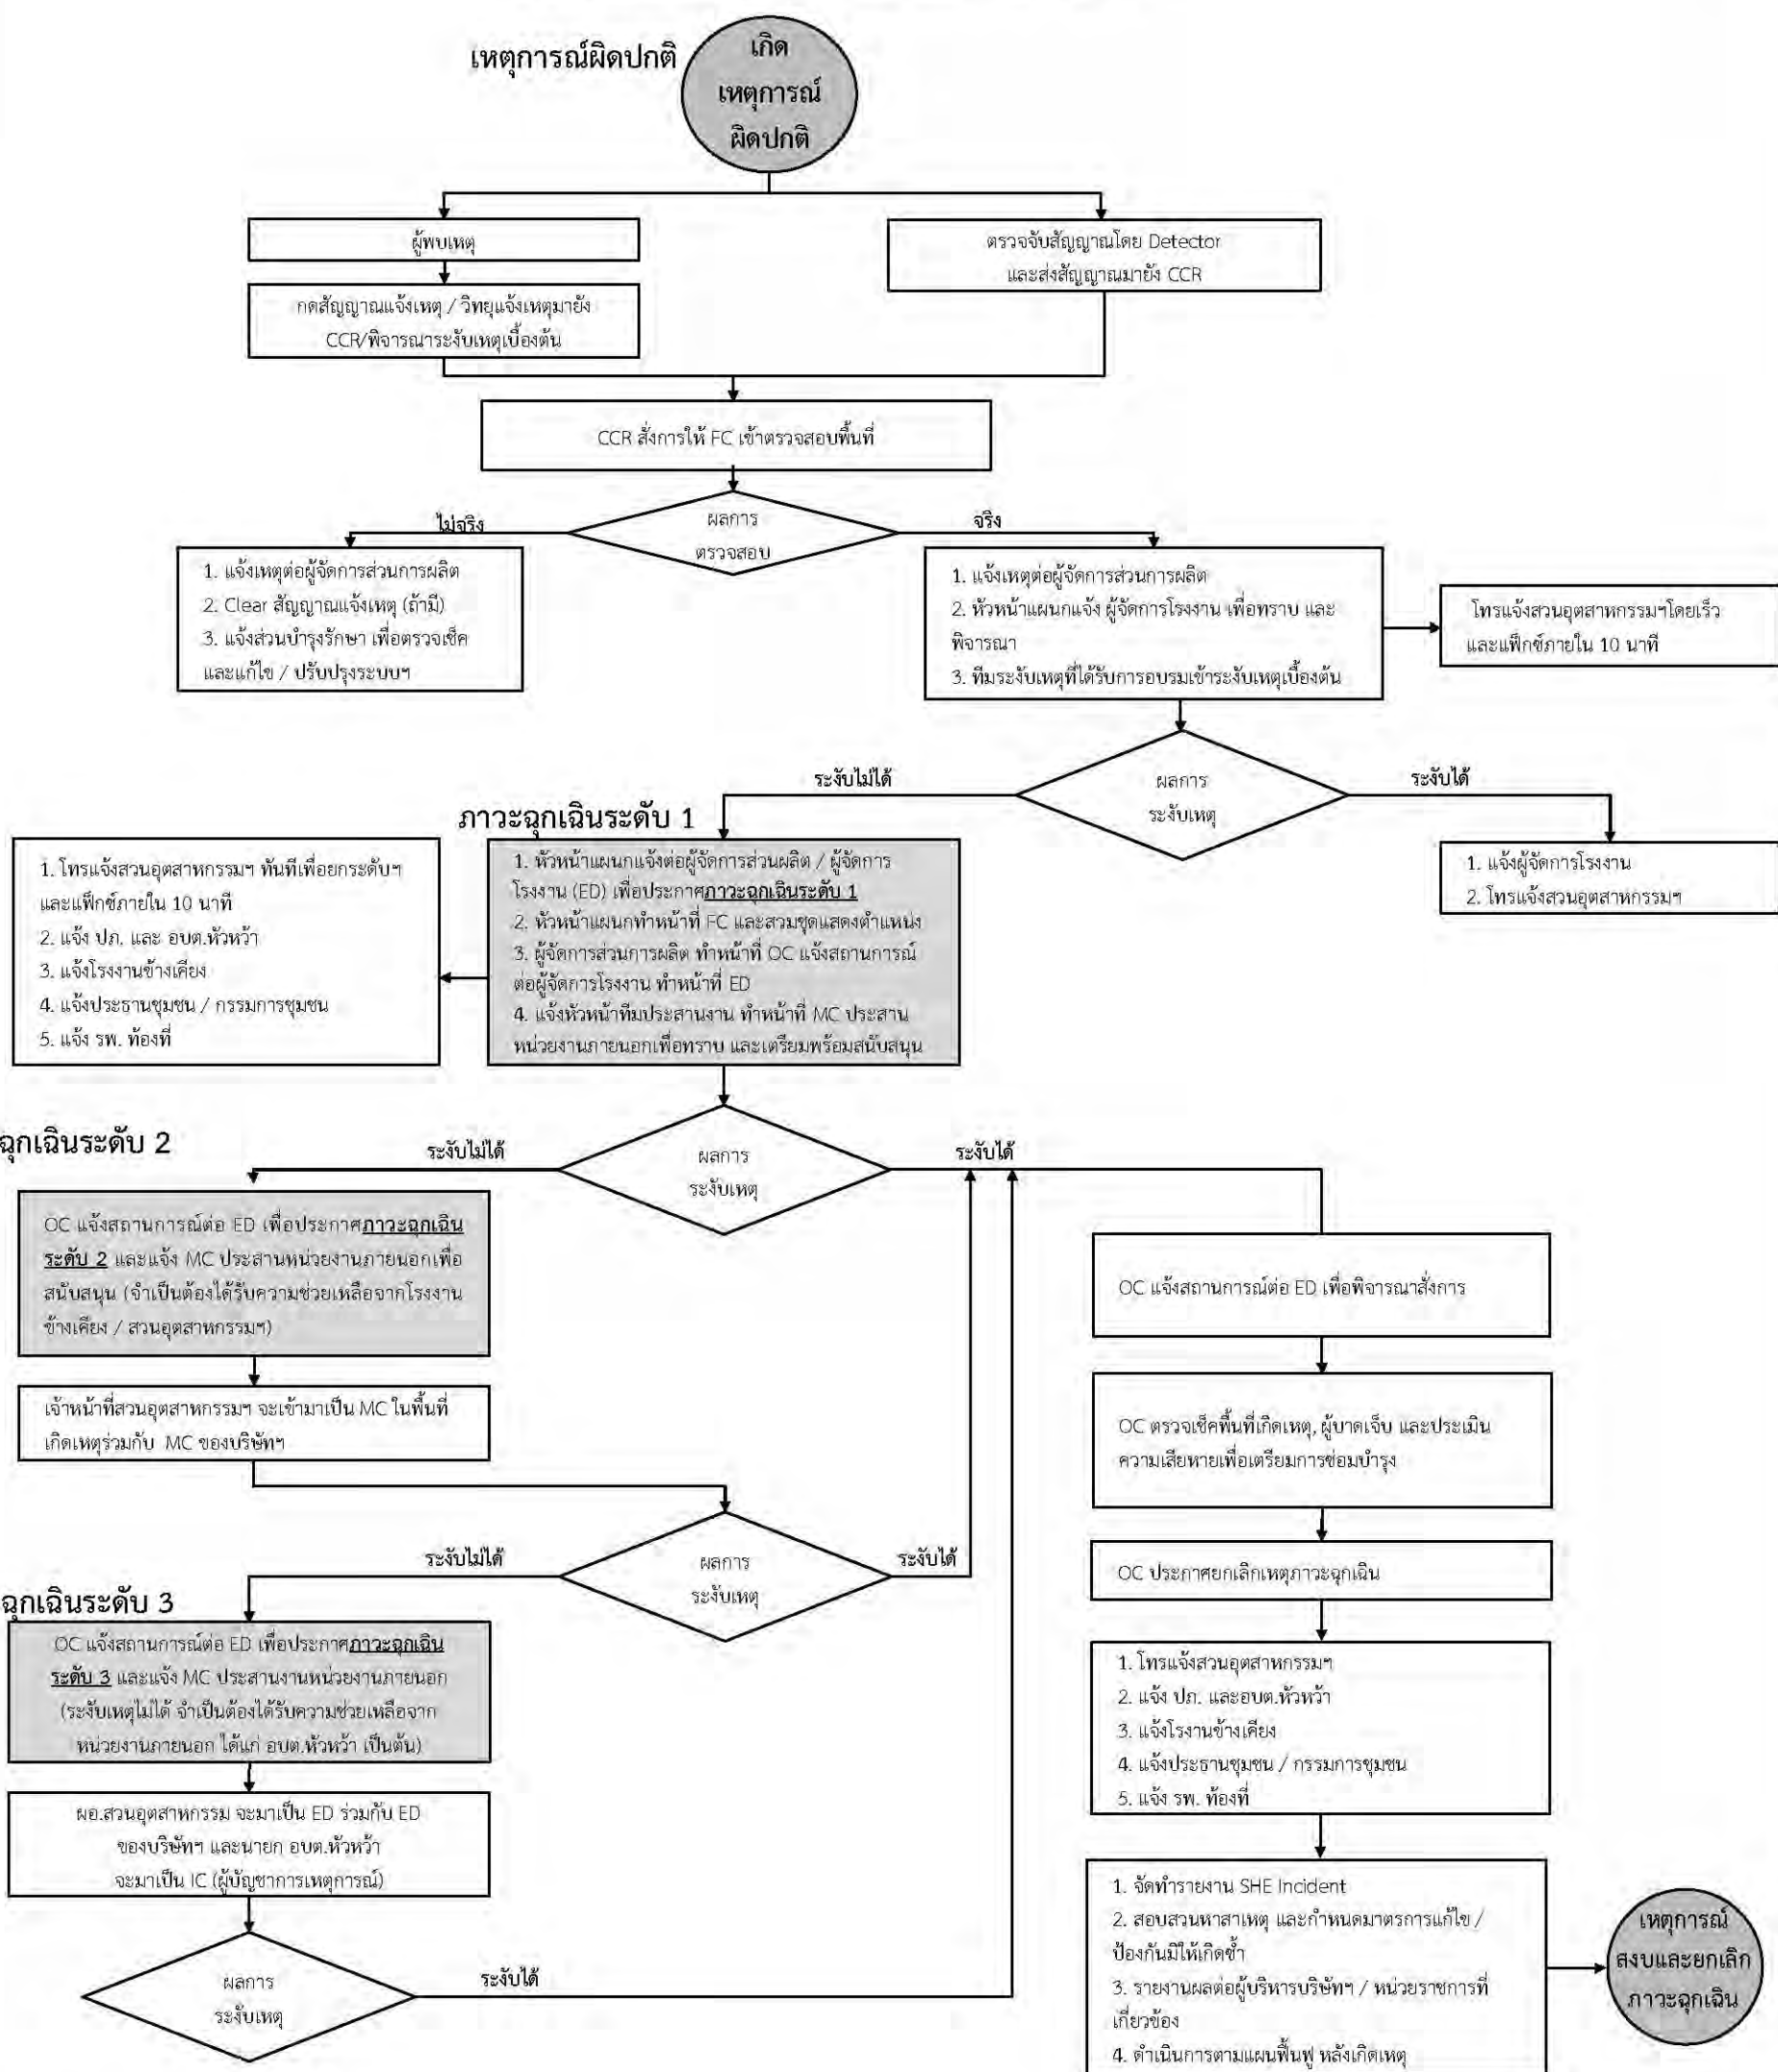 เหตุการณ์ผิดปกติ
เกิด
เหตุการณ์
ผิดปกติ
ผู้พบเหตุ
ตรวจจับสัญญาณโดย Detector
และส่งสัญญาณมายัง CCR
กดสัญญาณแจ้งเหตุ / วิทยุแจ้งเหตุมายัง
CCR/พิจารณาระงับเหตุเบื้องต้น
CCR สั่งการให้ FC เข้าตรวจสอบพื้นที่
ผลการ
ตรวจสอบ
ไม่จริง
จริง
1. แจ้งเหตุต่อผู้จัดการส่วนการผลิต
2. Clear สัญญาณแจ้งเหตุ (ถ้ามี)
3. แจ้งส่วนบำรุงรักษา เพื่อตรวจเช็ค
และแก้ไข / ปรับปรุงระบบฯ
1. แจ้งเหตุต่อผู้จัดการส่วนการผลิต
2. หัวหน้าแผนกแจ้ง ผู้จัดการโรงงาน เพื่อทราบ และ
พิจารณา
3. ทีมระงับเหตุที่ได้รับการอบรมเข้าระงับเหตุเบื้องต้น
โทรแจ้งสวนอุตสาหกรรมฯโดยเร็ว
และแฟ็กซ์ภายใน 10 นาที
ผลการ
ระงับเหตุ
ระงับไม่ได้
ระงับได้
1. แจ้งผู้จัดการโรงงาน
2. โทรแจ้งสวนอุตสาหกรรมฯ
ภาวะฉุกเฉินระดับ 1
1. หัวหน้าแผนกแจ้งต่อผู้จัดการส่วนผลิต / ผู้จัดการ
โรงงาน (ED) เพื่อประกาศภาวะฉุกเฉินระดับ 1
2. หัวหน้าแผนกทำหน้าที่ FC และสวมชุดแสดงตำแหน่ง
3. ผู้จัดการส่วนการผลิต ทำหน้าที่ OC แจ้งสถานการณ์
ต่อผู้จัดการโรงงาน ทำหน้าที่ ED
4. แจ้งหัวหน้าทีมประสานงาน ทำหน้าที่ MC ประสาน
หน่วยงานภายนอกเพื่อทราบ และเตรียมพร้อมสนับสนุน
1. โทรแจ้งสวนอุตสาหกรรมฯ ทันทีเพื่อยกระดับฯ
และแฟ็กซ์ภายใน 10 นาที
2. แจ้ง ปภ. และ อบต.หัวหว้า
3. แจ้งโรงงานข้างเคียง
4. แจ้งประธานชุมชน / กรรมการชุมชน
5. แจ้ง รพ. ท้องที่
ผลการ
ระงับเหตุ
ระงับไม่ได้
ระงับได้
ฉุกเฉินระดับ 2
OC แจ้งสถานการณ์ต่อ ED เพื่อประกาศภาวะฉุกเฉิน
ระดับ 2 และแจ้ง MC ประสานหน่วยงานภายนอกเพื่อ
สนับสนุน (จำเป็นต้องได้รับความช่วยเหลือจากโรงงาน
ข้างเคียง / สวนอุตสาหกรรมฯ)
เจ้าหน้าที่สวนอุตสาหกรรมฯ จะเข้ามาเป็น MC ในพื้นที่
เกิดเหตุร่วมกับ MC ของบริษัทฯ
ผลการ
ระงับเหตุ
ระงับไม่ได้
ระงับได้
ฉุกเฉินระดับ 3
OC แจ้งสถานการณ์ต่อ ED เพื่อประกาศภาวะฉุกเฉิน
ระดับ 3 และแจ้ง MC ประสานงานหน่วยงานภายนอก
(ระงับเหตุไม่ได้ จำเป็นต้องได้รับความช่วยเหลือจาก
หน่วยงานภายนอก ได้แก่ อบต.หัวหว้า เป็นต้น)
ผอ.สวนอุตสาหกรรม จะมาเป็น ED ร่วมกับ ED
ของบริษัทฯ และนายก อบต.หัวหว้า
จะมาเป็น IC (ผู้บัญชาการเหตุการณ์)
ผลการ
ระงับเหตุ
ระงับได้
OC แจ้งสถานการณ์ต่อ ED เพื่อพิจารณาสั่งการ
OC ตรวจเช็คพื้นที่เกิดเหตุ, ผู้บาดเจ็บ และประเมิน
ความเสียหายเพื่อเตรียมการซ่อมบำรุง
OC ประกาศยกเลิกเหตุภาวะฉุกเฉิน
1. โทรแจ้งสวนอุตสาหกรรมฯ
2. แจ้ง ปภ. และอบต.หัวหว้า
3. แจ้งโรงานข้างเคียง
4. แจ้งประธานชุมชน / กรรมการชุมชน
5. แจ้ง รพ. ท้องที่
1. จัดทำรายงาน SHE Incident
2. สอบสวนหาสาเหตุ และกำหนดมาตรการแก้ไข /
ป้องกันมิให้เกิดซ้ำ
3. รายงานผลต่อผู้บริหารบริษัทฯ / หน่วยราชการที่
เกี่ยวข้อง
4. ดำเนินการตามแผนฟื้นฟู หลังเกิดเหตุ
เหตุการณ์
สงบและยกเลิก
ภาวะฉุกเฉิน